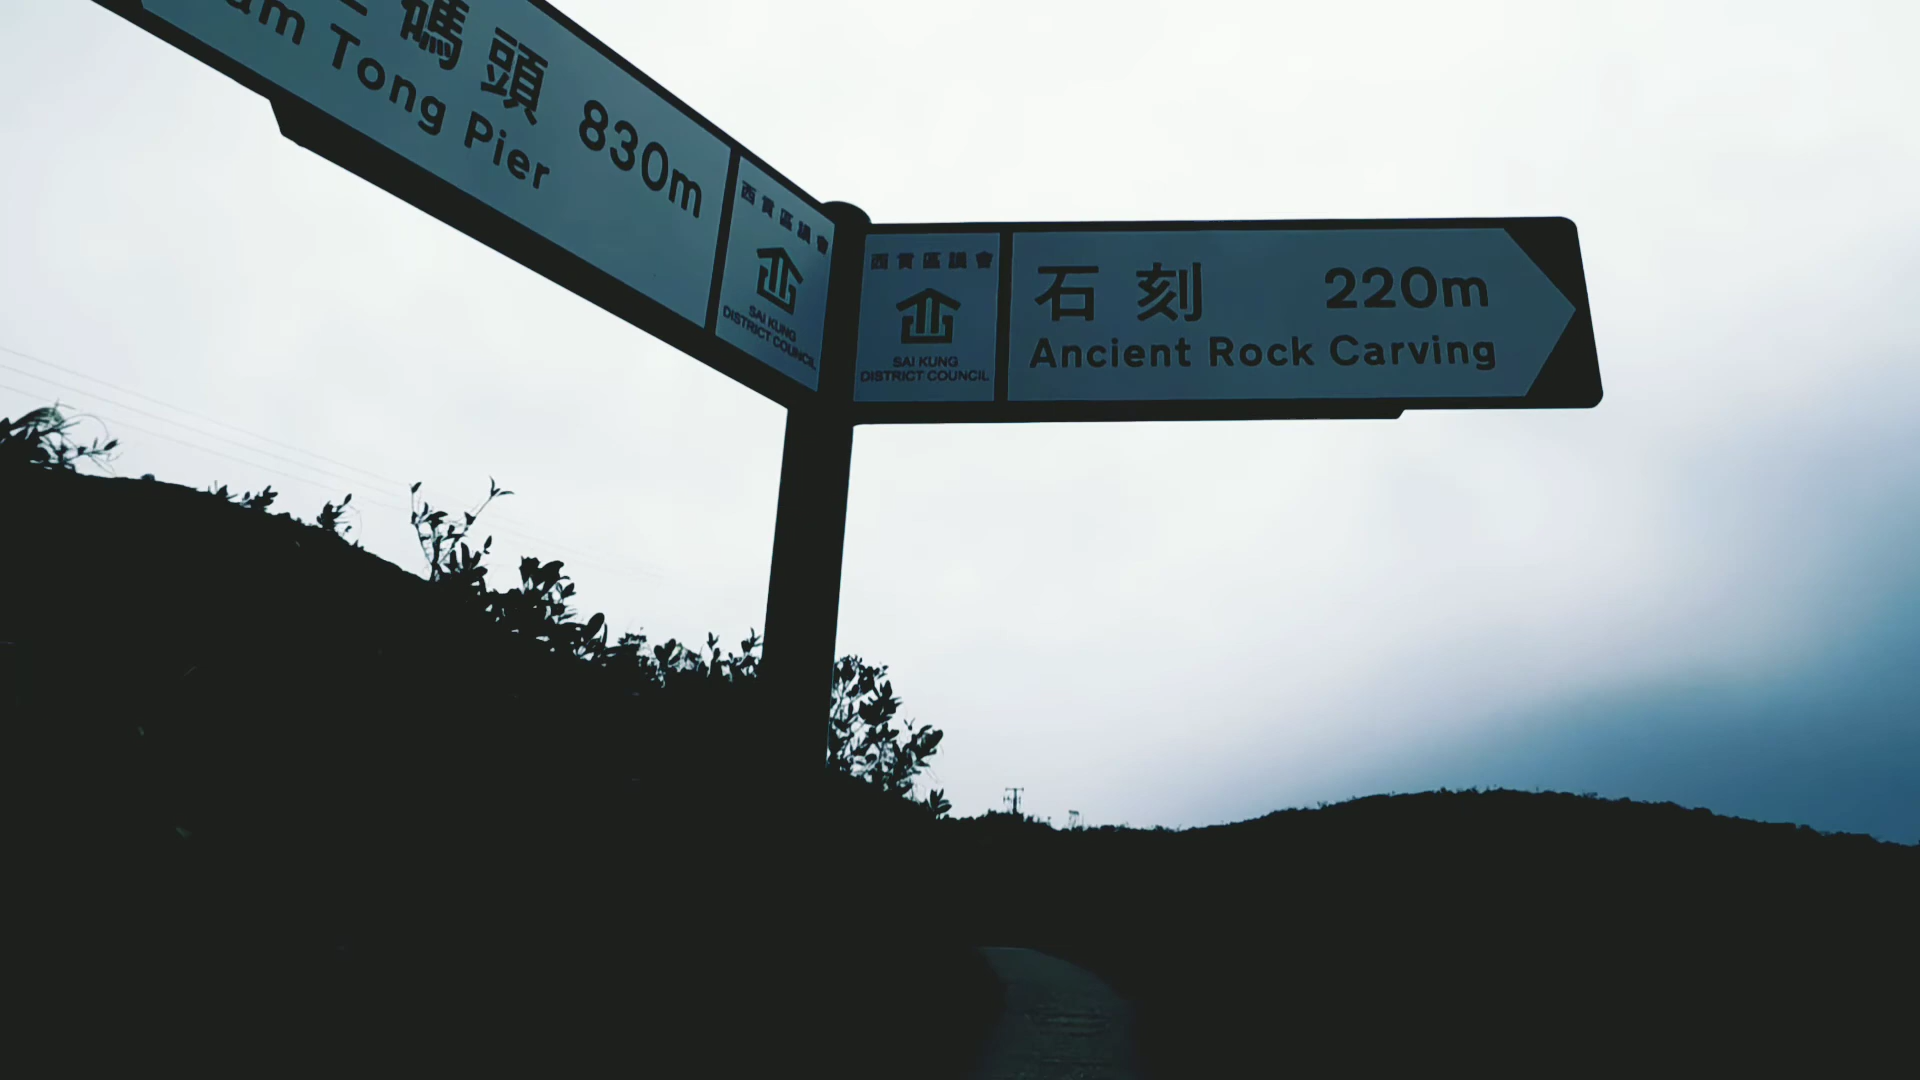 碼頭 830m
Tong Pier
西貢區議會
SAI KUNG
DISTRICT COUNCIL
西貢區議會
SAI KUNG
DISTRICT COUNCIL
石刻 220m
Ancient Rock Carving